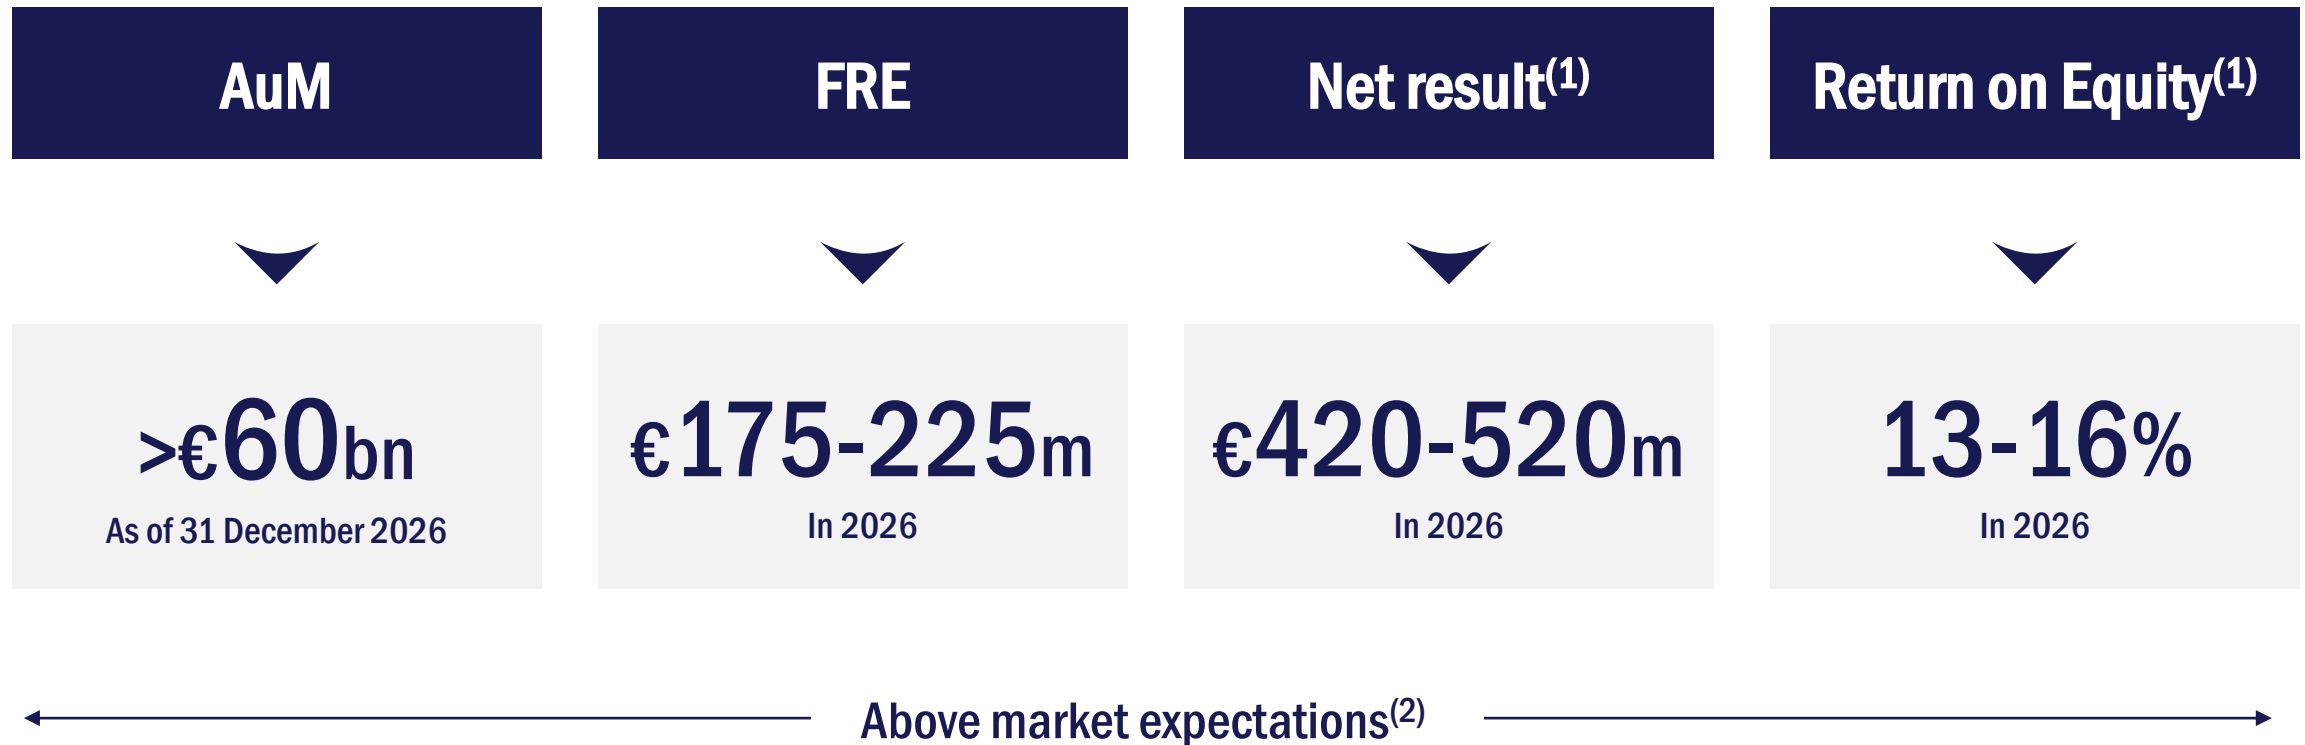 AuM
FRE
Net result(1)
Return on Equity(1)
>€60bn
As of 31 December 2026
€175-225m
In 2026
€420-520m
In 2026
13-16%
In 2026
Above market expectations(2)